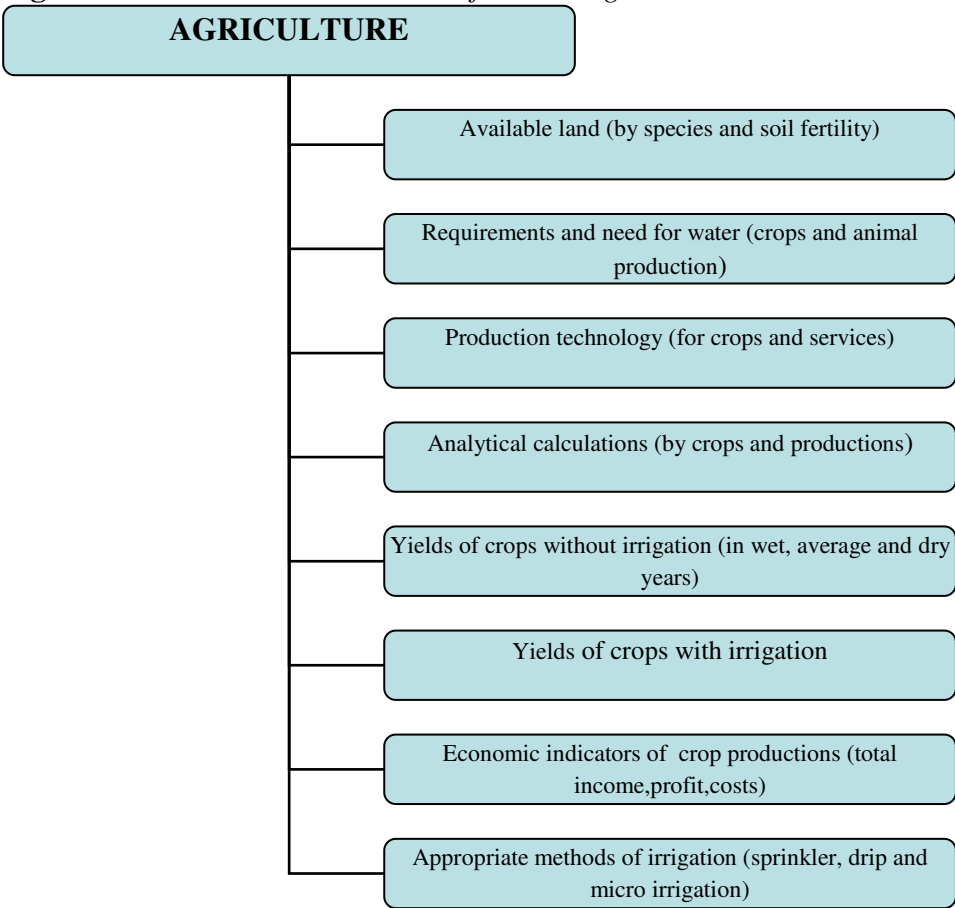 AGRICULTURE
Available land (by species and soil fertility)
Requirements and need for water (crops and animal
production)
Production technology (for crops and services)
Analytical calculations (by crops and productions)
Yields of crops without irrigation (in wet, average and dry
years)
Yields of crops with irrigation
Economic indicators of crop productions (total
income,profit,costs)
Appropriate methods of irrigation (sprinkler, drip and
micro irrigation)